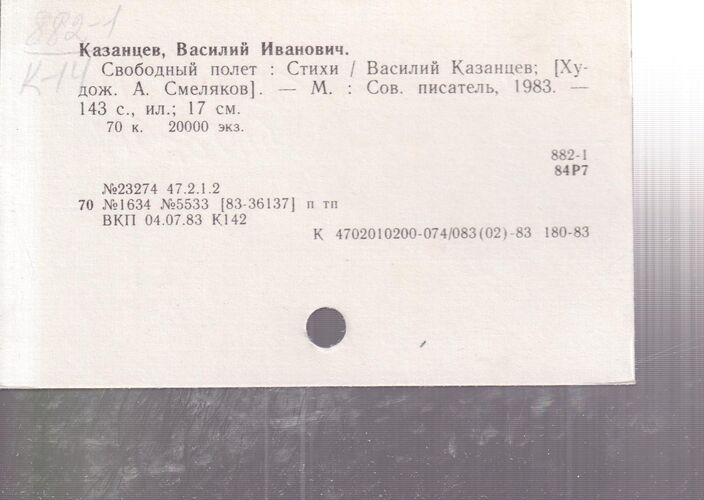 882-1
К-14
Казанцев, Василий Иванович.
Свободный полет : Стихи / Василий Казанцев; [Ху-
дож. А. Смеляков]. — М. : Сов. писатель, 1983. —
143 с., ил.; 17 см.
70 к. 20000 экз.
882-1
84Р7
№23274 47.2.1.2
70 №1634 №5533 [83-36137] п тп
ВКП 04.07.83 К142
К 4702010200-074/083(02)-83 180-83